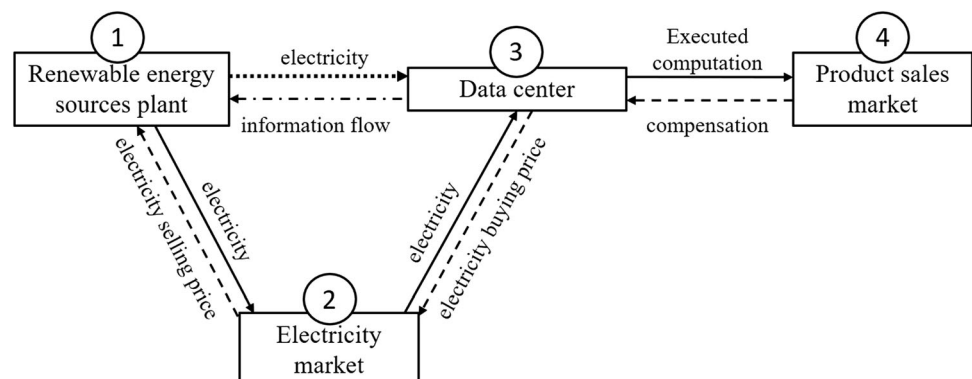 1
Renewable energy
sources plant
electricity
information flow
3
Data center
Executed
computation
compensation
4
Product sales
market
electricity selling price
electricity
electricity
electricity buying price
2
Electricity
market